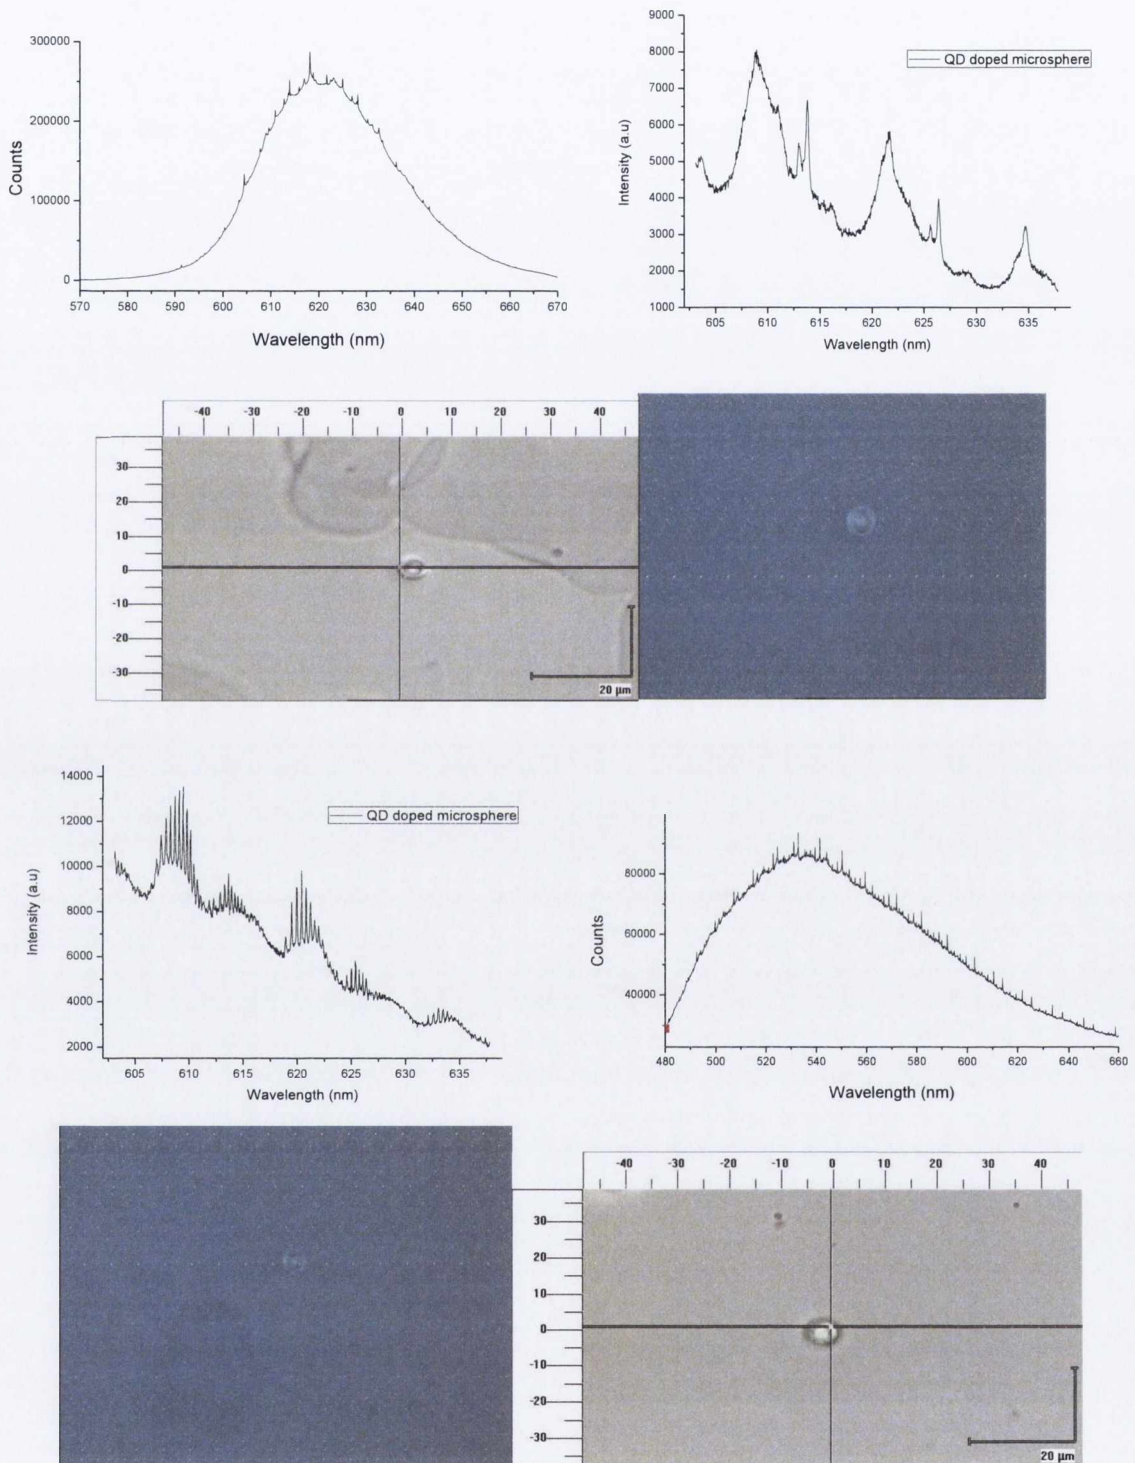 300000
200000
100000
0
Counts
570 580 590 600 610 620 630 640 650 660 670
Wavelength (nm)
9000
8000
7000
6000
5000
4000
3000
2000
1000
Intensity (a.u)
QD doped microsphere
605 610 615 620 625 630 635
Wavelength (nm)
-40 -30 -20 -10 0 10 20 30 40
30
20
10
0
-10
-20
-30
20 µm
14000
12000
10000
8000
6000
4000
2000
Intensity (a.u)
QD doped microsphere
605 610 615 620 625 630 635
Wavelength (nm)
80000
60000
40000
Counts
480 500 520 540 560 580 600 620 640 660
Wavelength (nm)
-40 -30 -20 -10 0 10 20 30 40
30
20
10
0
-10
-20
-30
20 µm